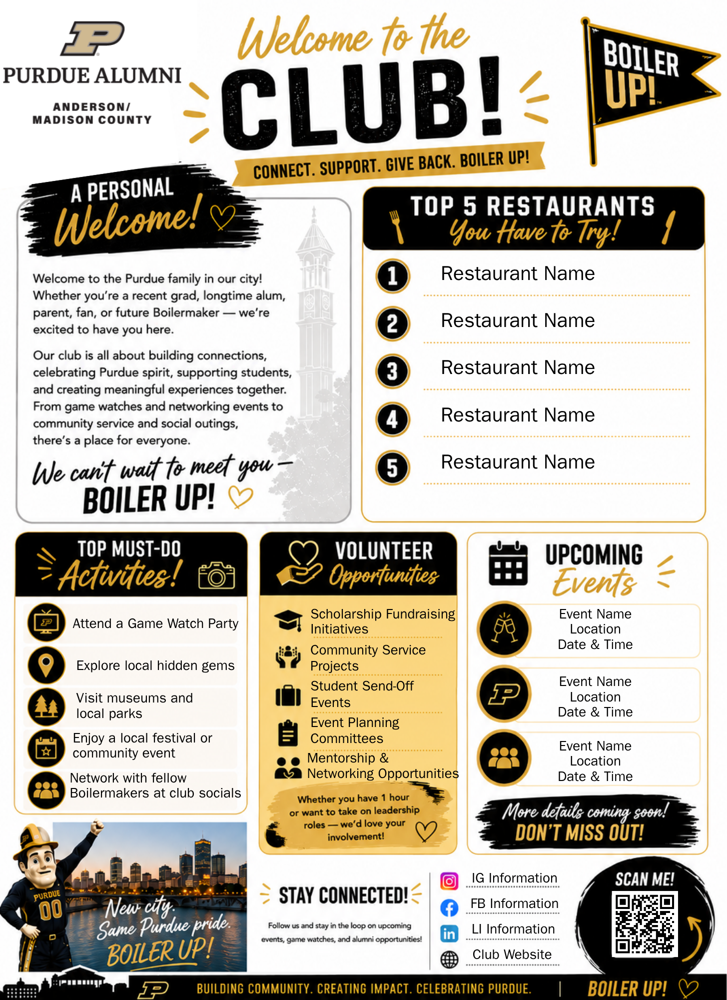 P
PURDUE ALUMNI
ANDERSON/
MADISON COUNTY
Welcome to the
CLUB!
CONNECT. SUPPORT. GIVE BACK. BOILER UP!
BOILER
UP!
A PERSONAL
Welcome!
Welcome to the Purdue family in our city!
Whether you're a recent grad, longtime alum,
parent, fan, or future Boilermaker — we're
excited to have you here.
Our club is all about building connections,
celebrating Purdue spirit, supporting students,
and creating meaningful experiences together.
From game watches and networking events to
community service and social outings,
there's a place for everyone.
We can't wait to meet you –
BOILER UP!
TOP 5 RESTAURANTS
You Have to Try!
1 Restaurant Name
2 Restaurant Name
3 Restaurant Name
4 Restaurant Name
5 Restaurant Name
TOP MUST-DO
Activities!
P
Attend a Game Watch Party
Explore local hidden gems
Visit museums and
local parks
Enjoy a local festival or
community event
Network with fellow
Boilermakers at club socials
VOLUNTEER
Opportunities
Scholarship Fundraising
Initiatives
Community Service
Projects
Student Send-Off
Events
Event Planning
Committees
Mentorship &
Networking Opportunities
Whether you have 1 hour
or want to take on leadership
roles — we'd love your
involvement!
UPCOMING
Events
Event Name
Location
Date & Time
P
Event Name
Location
Date & Time
Event Name
Location
Date & Time
More details coming soon!
DON'T MISS OUT!
PURDUE
00
New city.
Same Purdue pride.
BOILER UP!
STAY CONNECTED!
Follow us and stay in the loop on upcoming
events, game watches, and alumni opportunities!
IG Information
FB Information
in LI Information
Club Website
SCAN ME!
P
BUILDING COMMUNITY. CREATING IMPACT. CELEBRATING PURDUE. | BOILER UP!